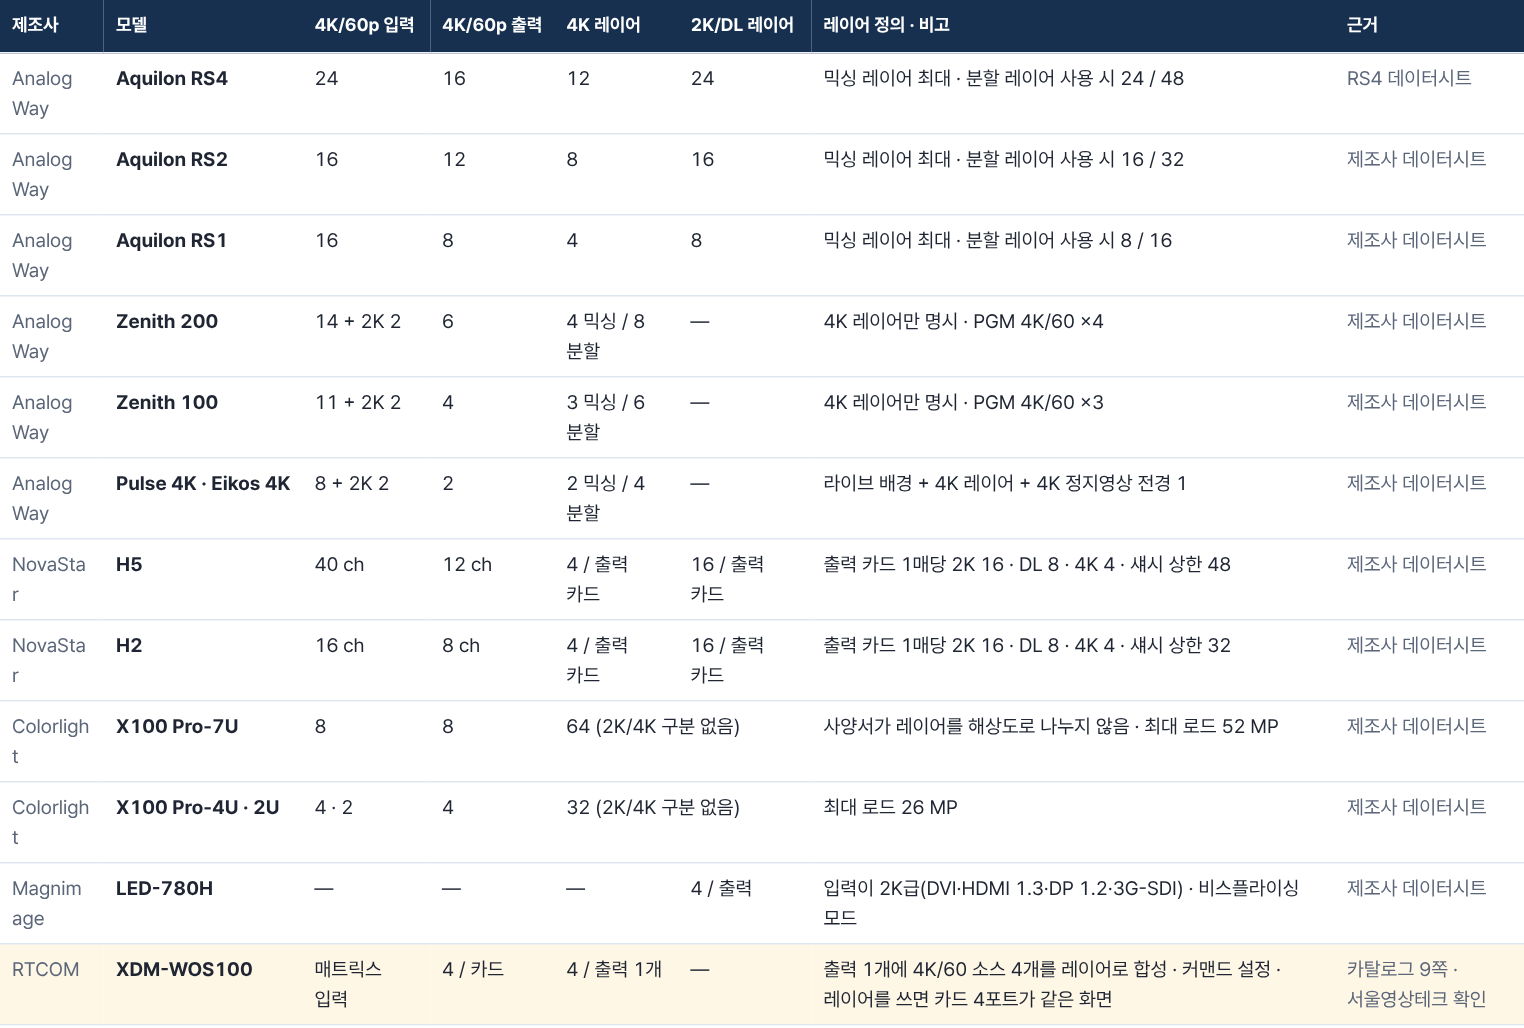 제조사 모델 4K/60p 입력 4K/60p 출력 4K 레이어 2K/DL 레이어 레이어 정의 · 비고 근거
Analog Way Aquilon RS4 24 16 12 24 믹싱 레이어 최대 · 분할 레이어 사용 시 24 / 48 RS4 데이터시트
Analog Way Aquilon RS2 16 12 8 16 믹싱 레이어 최대 · 분할 레이어 사용 시 16 / 32 제조사 데이터시트
Analog Way Aquilon RS1 16 8 4 8 믹싱 레이어 최대 · 분할 레이어 사용 시 8 / 16 제조사 데이터시트
Analog Way Zenith 200 14 + 2K 2 6 4 믹싱 / 8 분할 — 4K 레이어만 명시 · PGM 4K/60 ×4 제조사 데이터시트
Analog Way Zenith 100 11 + 2K 2 4 3 믹싱 / 6 분할 — 4K 레이어만 명시 · PGM 4K/60 ×3 제조사 데이터시트
Analog Way Pulse 4K · Eikos 4K 8 + 2K 2 2 2 믹싱 / 4 분할 — 라이브 배경 + 4K 레이어 + 4K 정지영상 전경 1 제조사 데이터시트
NovaStar H5 40 ch 12 ch 4 / 출력 카드 16 / 출력 카드 출력 카드 1매당 2K 16 · DL 8 · 4K 4 · 섀시 상한 48 제조사 데이터시트
NovaStar H2 16 ch 8 ch 4 / 출력 카드 16 / 출력 카드 출력 카드 1매당 2K 16 · DL 8 · 4K 4 · 섀시 상한 32 제조사 데이터시트
Colorlight X100 Pro-7U 8 8 64 (2K/4K 구분 없음) 사양서가 레이어를 해상도로 나누지 않음 · 최대 로드 52 MP 제조사 데이터시트
Colorlight X100 Pro-4U · 2U 4 · 2 4 32 (2K/4K 구분 없음) 최대 로드 26 MP 제조사 데이터시트
Magnimage LED-780H — — — 4 / 출력 입력이 2K급(DVI·HDMI 1.3·DP 1.2·3G-SDI) · 비스플라이싱 모드 제조사 데이터시트
RTCOM XDM-WOS100 매트릭스 입력 4 / 카드 4 / 출력 1개 — 출력 1개에 4K/60 소스 4개를 레이어로 합성 · 커맨드 설정 · 레이어를 쓰면 카드 4포트가 같은 화면 카탈로그 9쪽 · 서울영상테크 확인